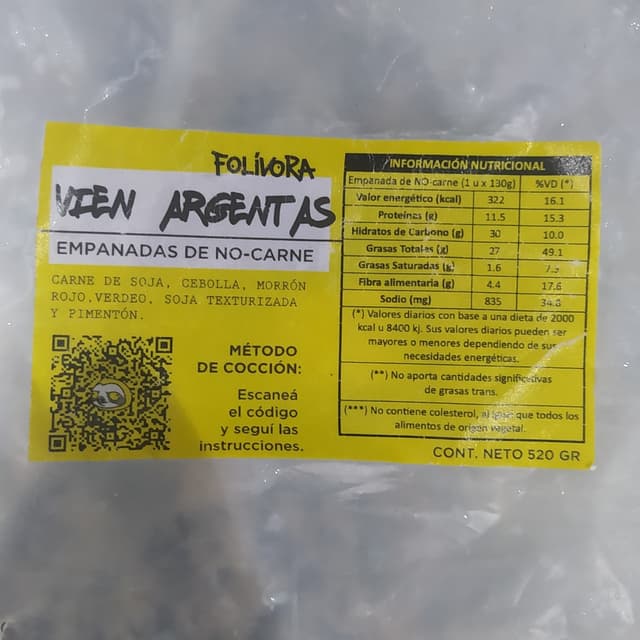 FOLÍVORA
VIEN ARGENTAS
EMPANADAS DE NO-CARNE
CARNE DE SOJA, CEBOLLA, MORRÓN
ROJO,VERDEO, SOJA TEXTURIZADA
Y PIMENTÓN.
MÉTODO
DE COCCIÓN:
Escaneá
el código
y seguí las
instrucciones.
INFORMACIÓN NUTRICIONAL
Empanada de NO-carne (1 u x 130g) %VD (*)
Valor energético (kcal) 322 16.1
Proteínas (g) 11.5 15.3
Hidratos de Carbono (g) 30 10.0
Grasas Totales (g) 27 49.1
Grasas Saturadas (g) 1.6
Fibra alimentaria (g) 4.4 17.6
Sodio (mg) 835 34.8
(*) Valores diarios con base a una dieta de 2000
kcal u 8400 kj. Sus valores diarios pueden ser
mayores o menores dependiendo de sus
necesidades energéticas.
(**) No aporta cantidades significativas
de grasas trans.
(***) No contiene colesterol, al igual que todos los
alimentos de origen vegetal.
CONT. NETO 520 GR